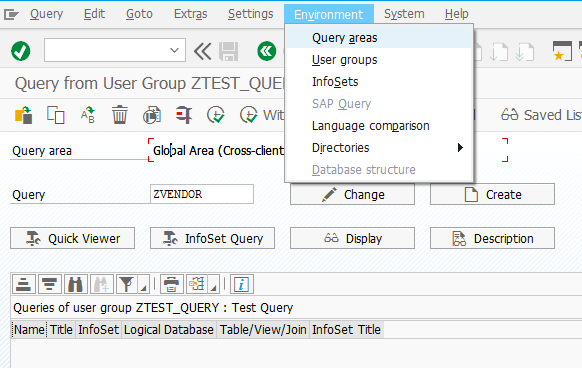 Query Edit Goto Extras Settings Environment System Help
Query areas
User groups
InfoSets
SAP Query
Language comparison
Directories
Database structure
Query from User Group ZTEST_QUE
Wit
Saved List
Query area Global Area (Cross-client
Query ZVENDOR Change Create
Quick Viewer InfoSet Query Display Description
Queries of user group ZTEST_QUERY : Test Query
Name Title InfoSet Logical Database Table/View/Join InfoSet Title